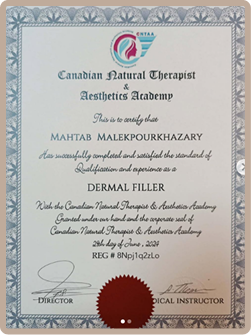 CNTAA
Canadian Natural Therapist
&
Aesthetics Academy
This is to certify that
MAHTAB MALEKPOURKHAZARY
Has successfully completed and satisfied the standard of
Qualification and experience as a
DERMAL FILLER
With the Canadian Natural Therapist & Aesthetics Academy
Granted under our hand and the corporate seal of
Canadian Natural Therapist & Aesthetics Academy
28th day of June, 2024
REG # 8Npj1q2zLo
DIRECTOR
DICAL INSTRUCTOR